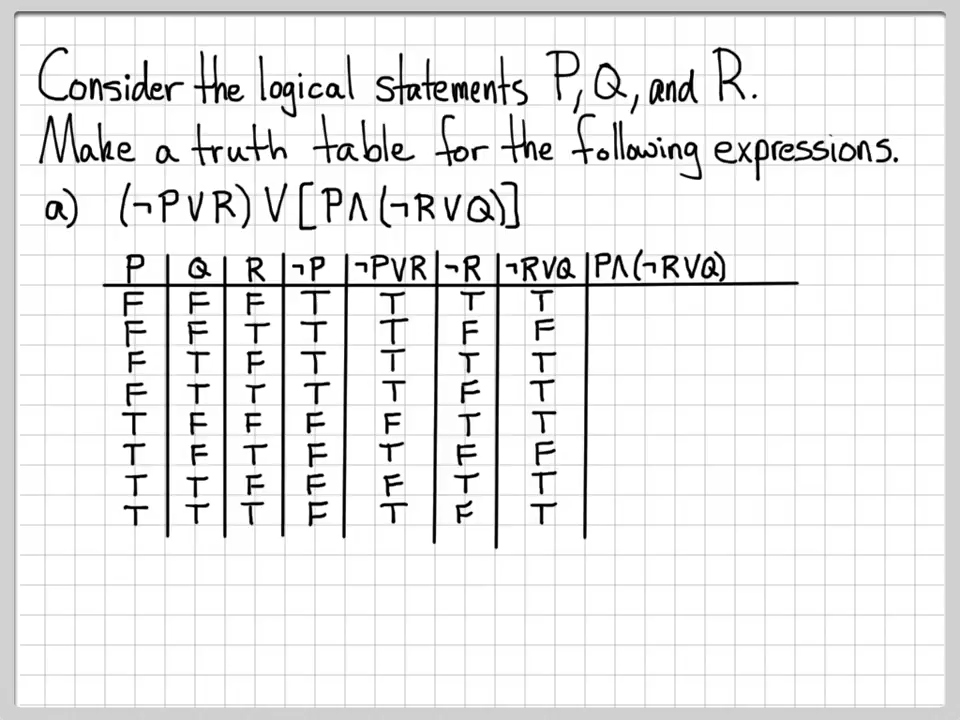 Consider the logical statements P, Q, and R.
Make a truth table for the following expressions.
a) (¬P∨R) ∨ [P∧(¬R∨Q)]
P Q R ¬P ¬P∨R ¬R ¬R∨Q P∧(¬R∨Q)
F F F T T T T
F F T T T F F
F T F T T T T
F T T T T F T
T F F F F T T
T F T F T F F
T T F F F T T
T T T F T F T